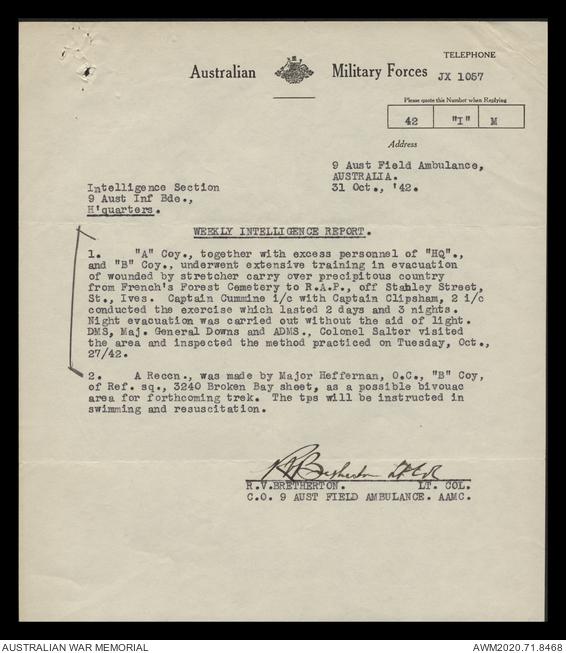 TELEPHONE
Australian Military Forces JX 1057
Please quote this Number when Replying
42 "I" M
Address
9 Aust Field Ambulance,
AUSTRALIA.
31 Oct., '42.
Intelligence Section
9 Aust Inf Bde.,
H'quarters.
WEEKLY INTELLIGENCE REPORT.
1. "A" Coy., together with excess personnel of "HQ".,
and "B" Coy., underwent extensive training in evacuation
of wounded by stretcher carry over precipitous country
from French's Forest Cemetery to R.A.P., off Stanley Street,
St., Ives. Captain Cummine i/c with Captain Clipsham, 2 i/c
conducted the exercise which lasted 2 days and 3 nights.
Night evacuation was carried out without the aid of light.
DMS, Maj. General Downs and ADMS., Colonel Salter visited
the area and inspected the method practiced on Tuesday, Oct.,
27/42.
2. A Recn., was made by Major Heffernan, O.C., "B" Coy,
of Ref. sq., 3240 Broken Bay sheet, as a possible bivouac
area for forthcoming trek. The tps will be instructed in
swimming and resuscitation.
R V Bretherton Lt Col
R.V.BRETHERTON. LT. COL.
C.O. 9 AUST FIELD AMBULANCE. AAMC.
AUSTRALIAN WAR MEMORIAL
AWM2020.71.8468